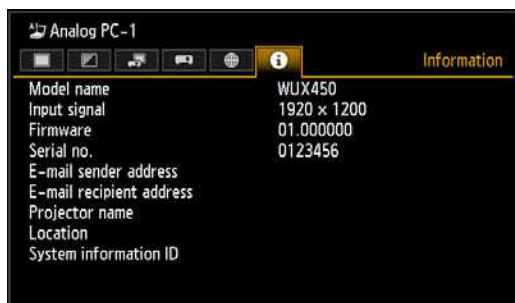 Analog PC-1
Information
Model name WUX450
Input signal 1920 × 1200
Firmware 01.000000
Serial no. 0123456
E-mail sender address
E-mail recipient address
Projector name
Location
System information ID